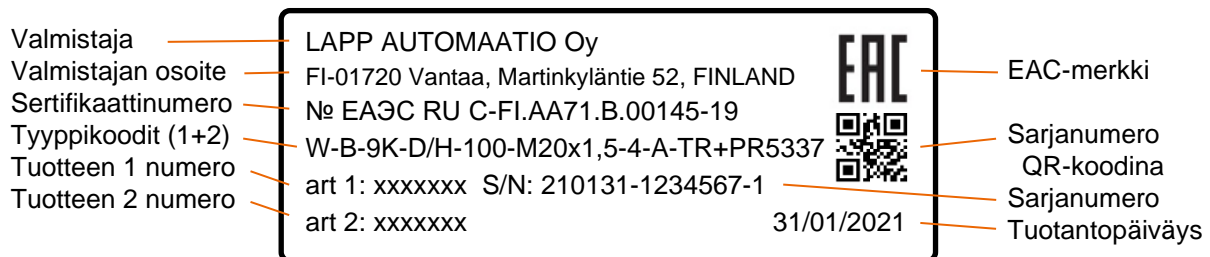 Valmistaja
Valmistajan osoite
Sertifikaattinumero
Tyyppikoodit (1+2)
Tuotteen 1 numero
Tuotteen 2 numero
LAPP AUTOMAATIO Oy
FI-01720 Vantaa, Martinkyläntie 52, FINLAND
№ ЕАЭС RU C-FI.AA71.B.00145-19
W-B-9K-D/H-100-M20x1,5-4-A-TR+PR5337
art 1: xxxxxxx S/N: 210131-1234567-1
art 2: xxxxxxx 31/01/2021
EAC
EAC-merkki
Sarjanumero
QR-koodina
Sarjanumero
Tuotantopäiväys